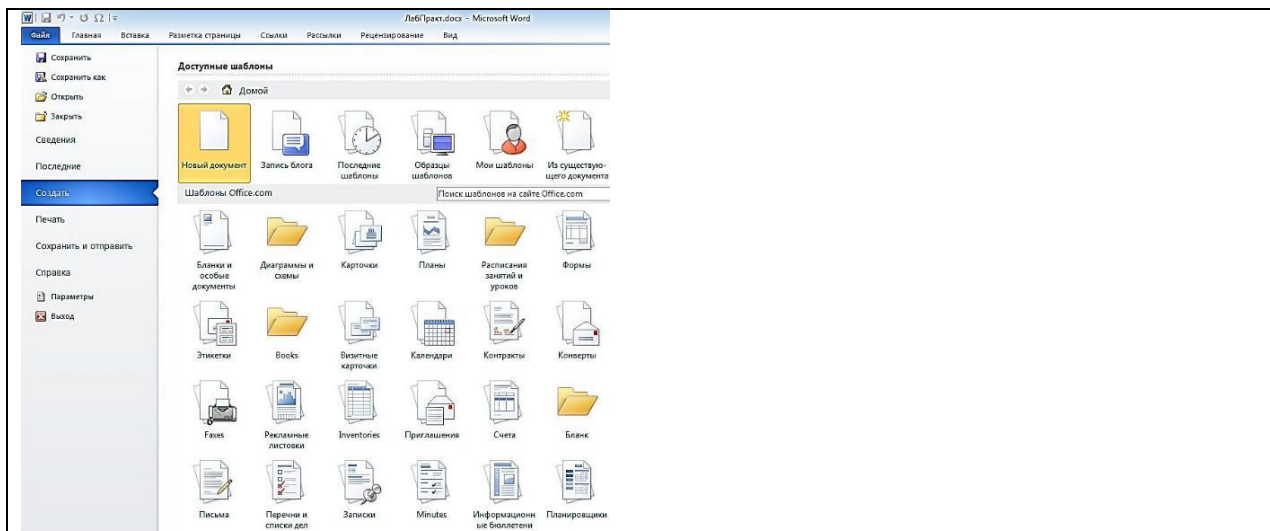 ЛабПракт.docx - Microsoft Word
Файл Главная Вставка Разметка страницы Ссылки Рассылки Рецензирование Вид
Сохранить
Сохранить как
Открыть
Закрыть
Сведения
Последние
Создать
Печать
Сохранить и отправить
Справка
Параметры
Выход
Доступные шаблоны
Домой
Новый документ Запись блога Последние Образцы Мои шаблоны Из существую-
шаблоны шаблонов щего документа
Шаблоны Office.com Поиск шаблонов на сайте Office.com
Бланки и Диаграммы и Карточки Планы Расписания Формы
особые схемы занятий и
документы уроков
Этикетки Books Визитные Календари Контракты Конверты
карточки
Faxes Рекламные Inventories Приглашения Счета Бланк
листовки
Письма Перечни и Записки Minutes Информационн Планировщики
списки дел ые бюллетени